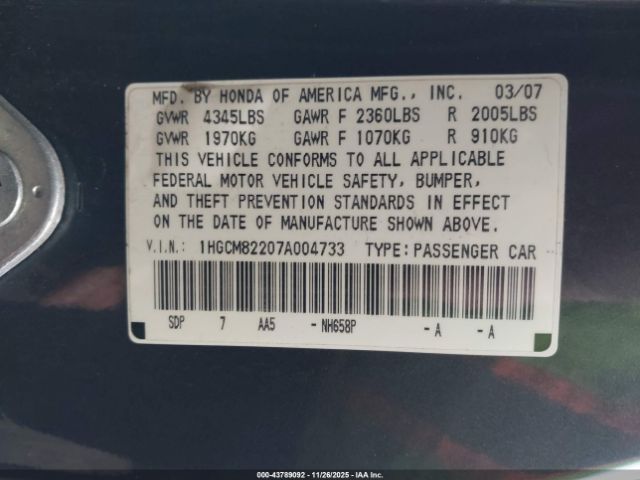 MFD. BY HONDA OF AMERICA MFG., INC. 03/07
GVWR 4345LBS GAWR F 2360LBS R 2005LBS
GVWR 1970KG GAWR F 1070KG R 910KG
THIS VEHICLE CONFORMS TO ALL APPLICABLE
FEDERAL MOTOR VEHICLE SAFETY, BUMPER,
AND THEFT PREVENTION STANDARDS IN EFFECT
ON THE DATE OF MANUFACTURE SHOWN ABOVE.
V.I.N.: 1HGCM82207A004733 TYPE: PASSENGER CAR
SDP 7 AA5 -NH658P -A -A
000-43789092 - 11/26/2025 - © IAA, Inc.